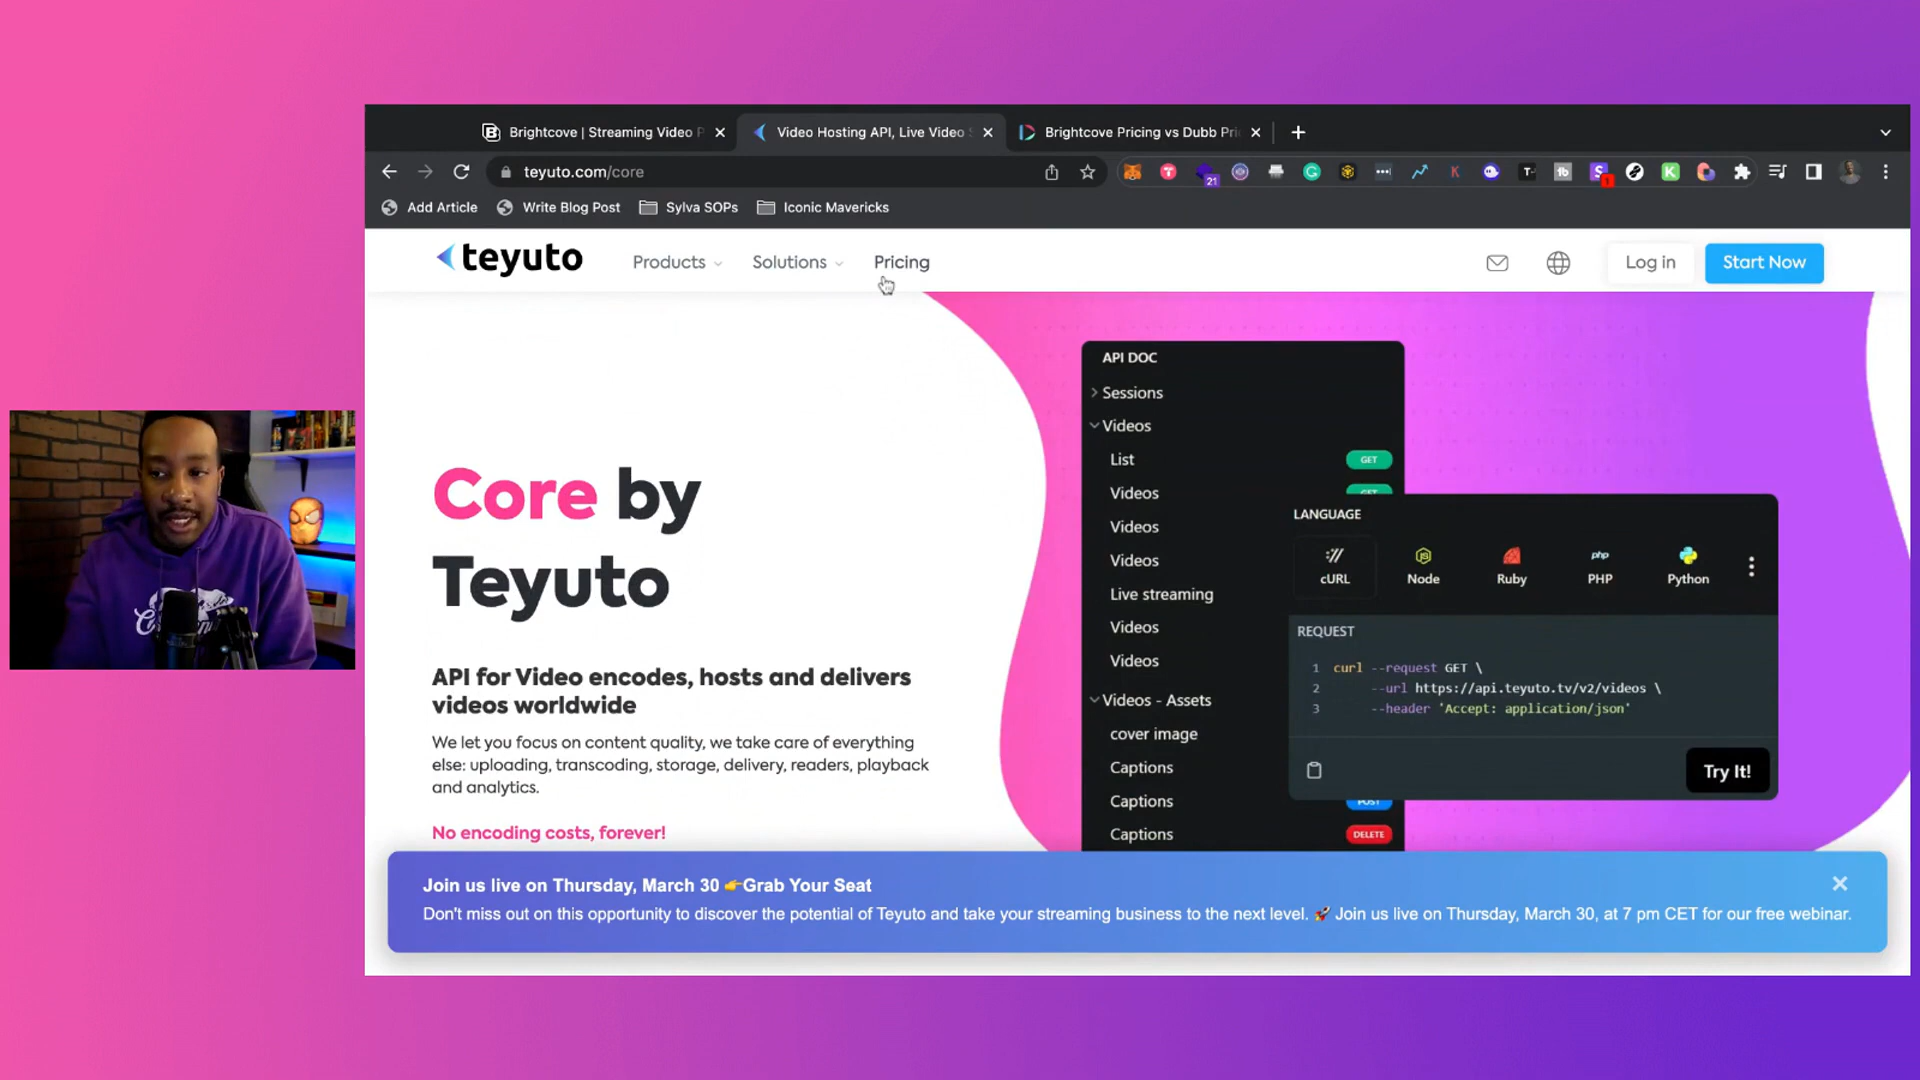 Brightcove | Streaming Video P
Video Hosting API, Live Video S
Brightcove Pricing vs Dubb Pri
teyuto.com/core
21
1
Add Article
Write Blog Post
Sylva SOPs
Iconic Mavericks
teyuto
Products
Solutions
Pricing
Log in
Start Now
Core by
Teyuto
API for Video encodes, hosts and delivers
videos worldwide
We let you focus on content quality, we take care of everything
else: uploading, transcoding, storage, delivery, readers, playback
and analytics.
No encoding costs, forever!
API DOC
Sessions
Videos
List GET
Videos GET
Videos
Videos
Live streaming
Videos
Videos
Videos - Assets
cover image
Captions
Captions POST
Captions DELETE
LANGUAGE
cURL
Node
Ruby
php
PHP
Python
REQUEST
1 curl --request GET \
2 --url https://api.teyuto.tv/v2/videos \
3 --header 'Accept: application/json'
Try It!
Join us live on Thursday, March 30 👉Grab Your Seat
Don't miss out on this opportunity to discover the potential of Teyuto and take your streaming business to the next level. 🚀 Join us live on Thursday, March 30, at 7 pm CET for our free webinar.